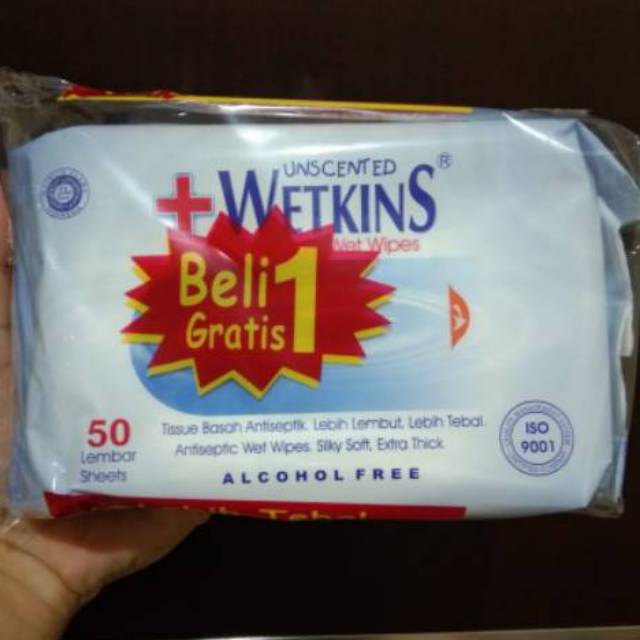 UNSCENTED
WETKINS®
Wet Wipes
Beli 1
Gratis
50
Lembar
Sheets
Tissue Basah Antiseptik. Lebih Lembut, Lebih Tebal.
Antiseptic Wet Wipes. Silky Soft, Extra Thick
ALCOHOL FREE
ISO
9001